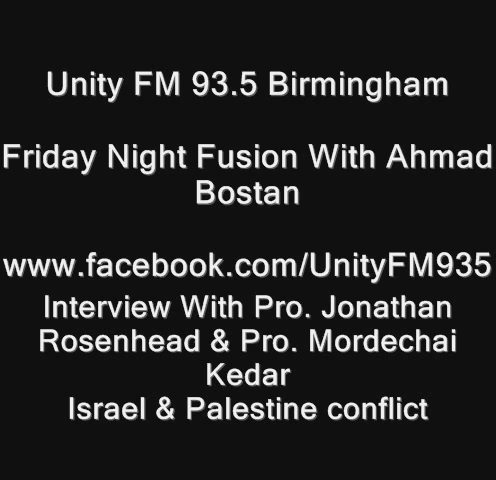 Unity FM 93.5 Birmingham
Friday Night Fusion With Ahmad
Bostan
www.facebook.com/UnityFM935
Interview With Pro. Jonathan
Rosenhead & Pro. Mordechai
Kedar
Israel & Palestine conflict